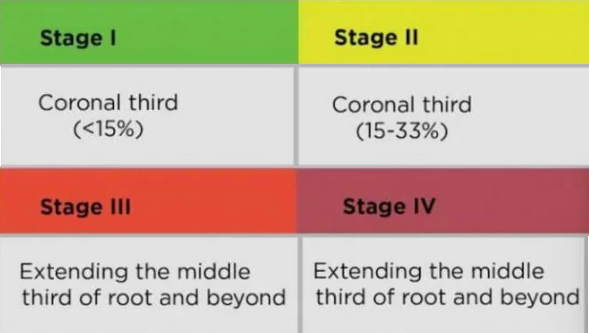 Stage I
Stage II
Coronal third
(<15%)
Coronal third
(15-33%)
Stage III
Stage IV
Extending the middle
third of root and beyond
Extending the middle
third of root and beyond